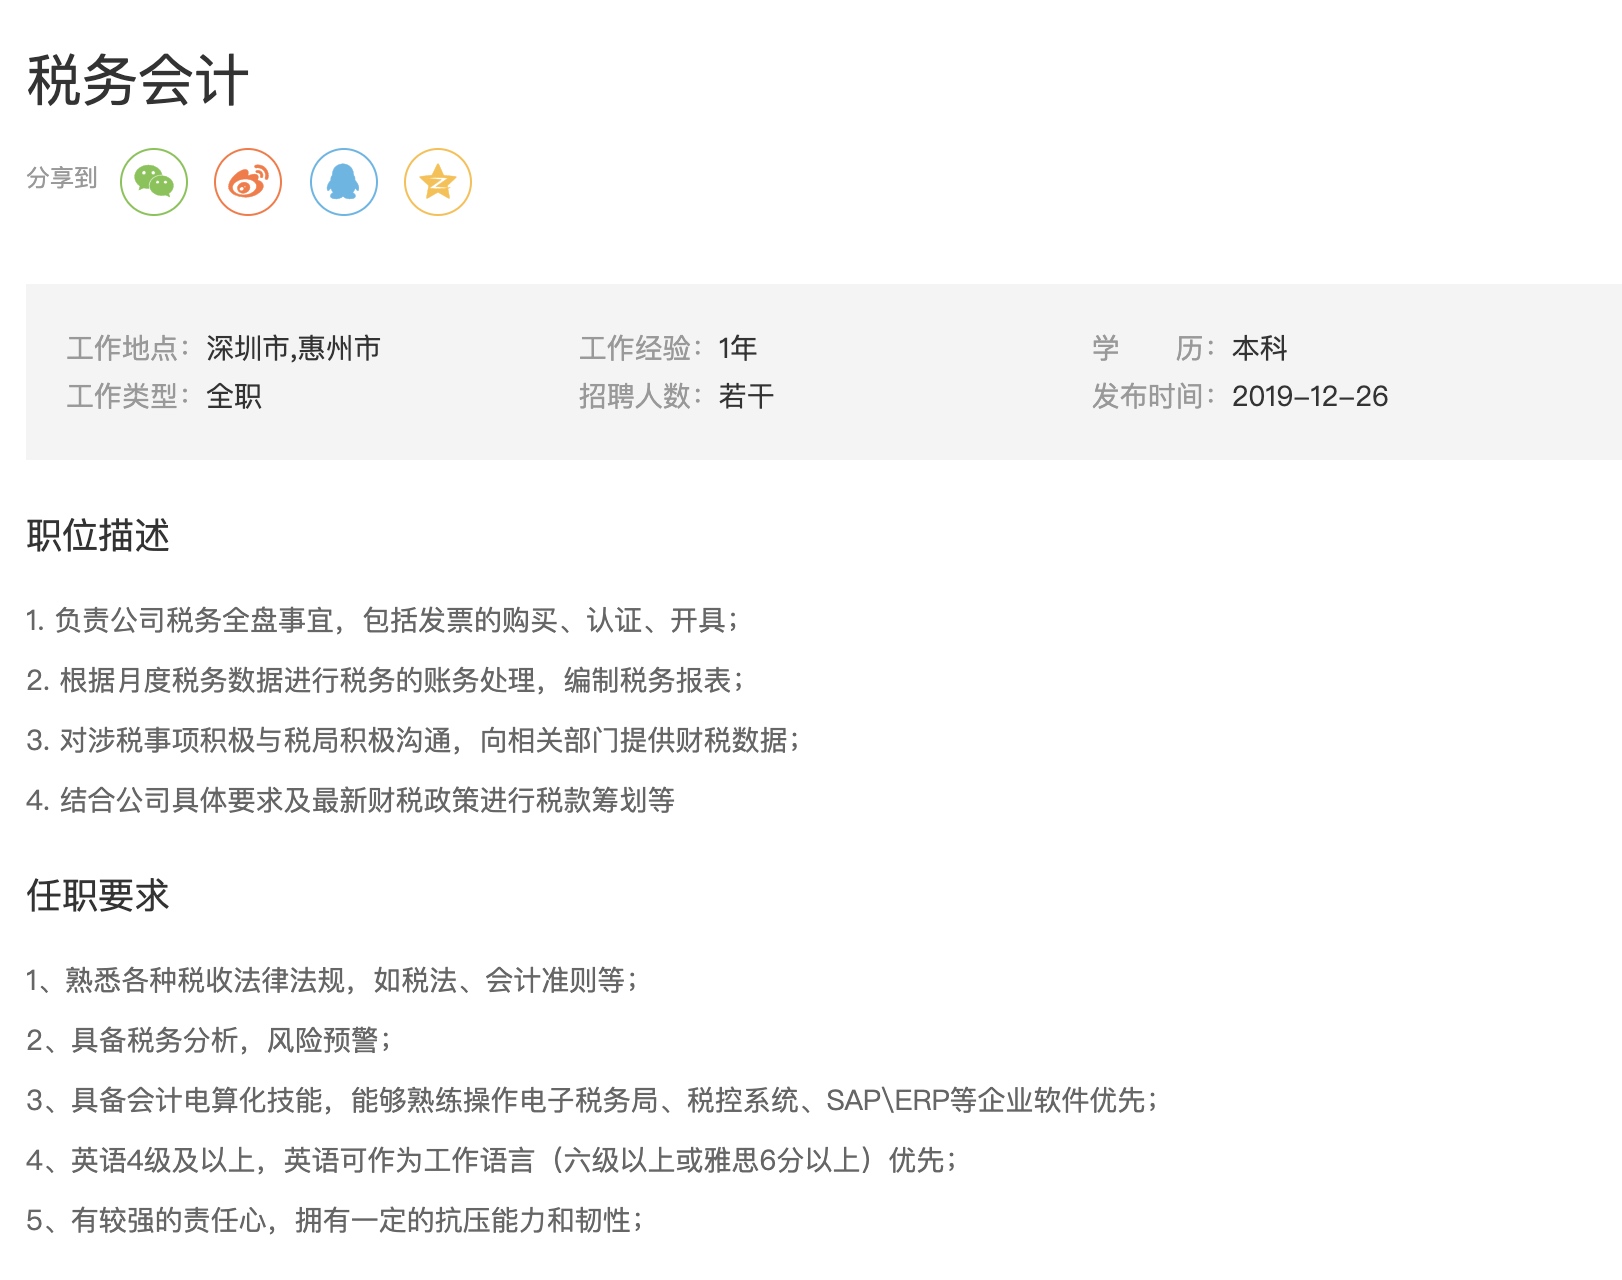 税务会计
分享到
工作地点：深圳市,惠州市 工作经验：1年 学 历：本科
工作类型：全职 招聘人数：若干 发布时间：2019-12-26
职位描述
1. 负责公司税务全盘事宜，包括发票的购买、认证、开具；
2. 根据月度税务数据进行税务的账务处理，编制税务报表；
3. 对涉税事项积极与税局积极沟通，向相关部门提供财税数据；
4. 结合公司具体要求及最新财税政策进行税款筹划等
任职要求
1、熟悉各种税收法律法规，如税法、会计准则等；
2、具备税务分析，风险预警；
3、具备会计电算化技能，能够熟练操作电子税务局、税控系统、SAP\ERP等企业软件优先；
4、英语4级及以上，英语可作为工作语言（六级以上或雅思6分以上）优先；
5、有较强的责任心，拥有一定的抗压能力和韧性；